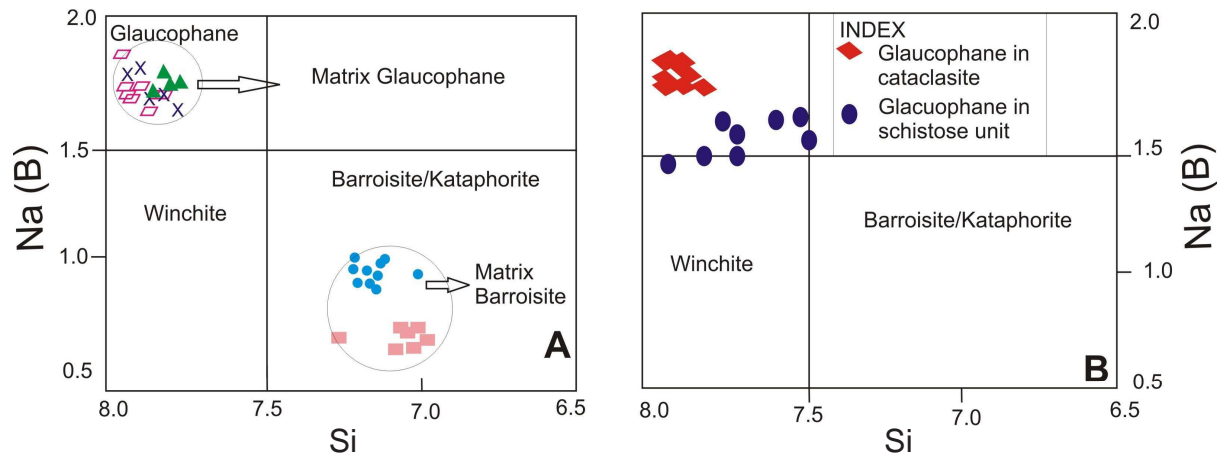 2.0
Glaucophane
Matrix Glaucophane
1.5
Na (B)
Barroisite/Kataphorite
Winchite
1.0
Matrix
Barroisite
A
0.5
8.0 7.5 7.0 6.5
Si
2.0
INDEX
Glaucophane in
cataclasite
Glacuophane in
schistose unit
1.5
Na (B)
Barroisite/Kataphorite
Winchite
1.0
B
0.5
8.0 7.5 7.0 6.5
Si